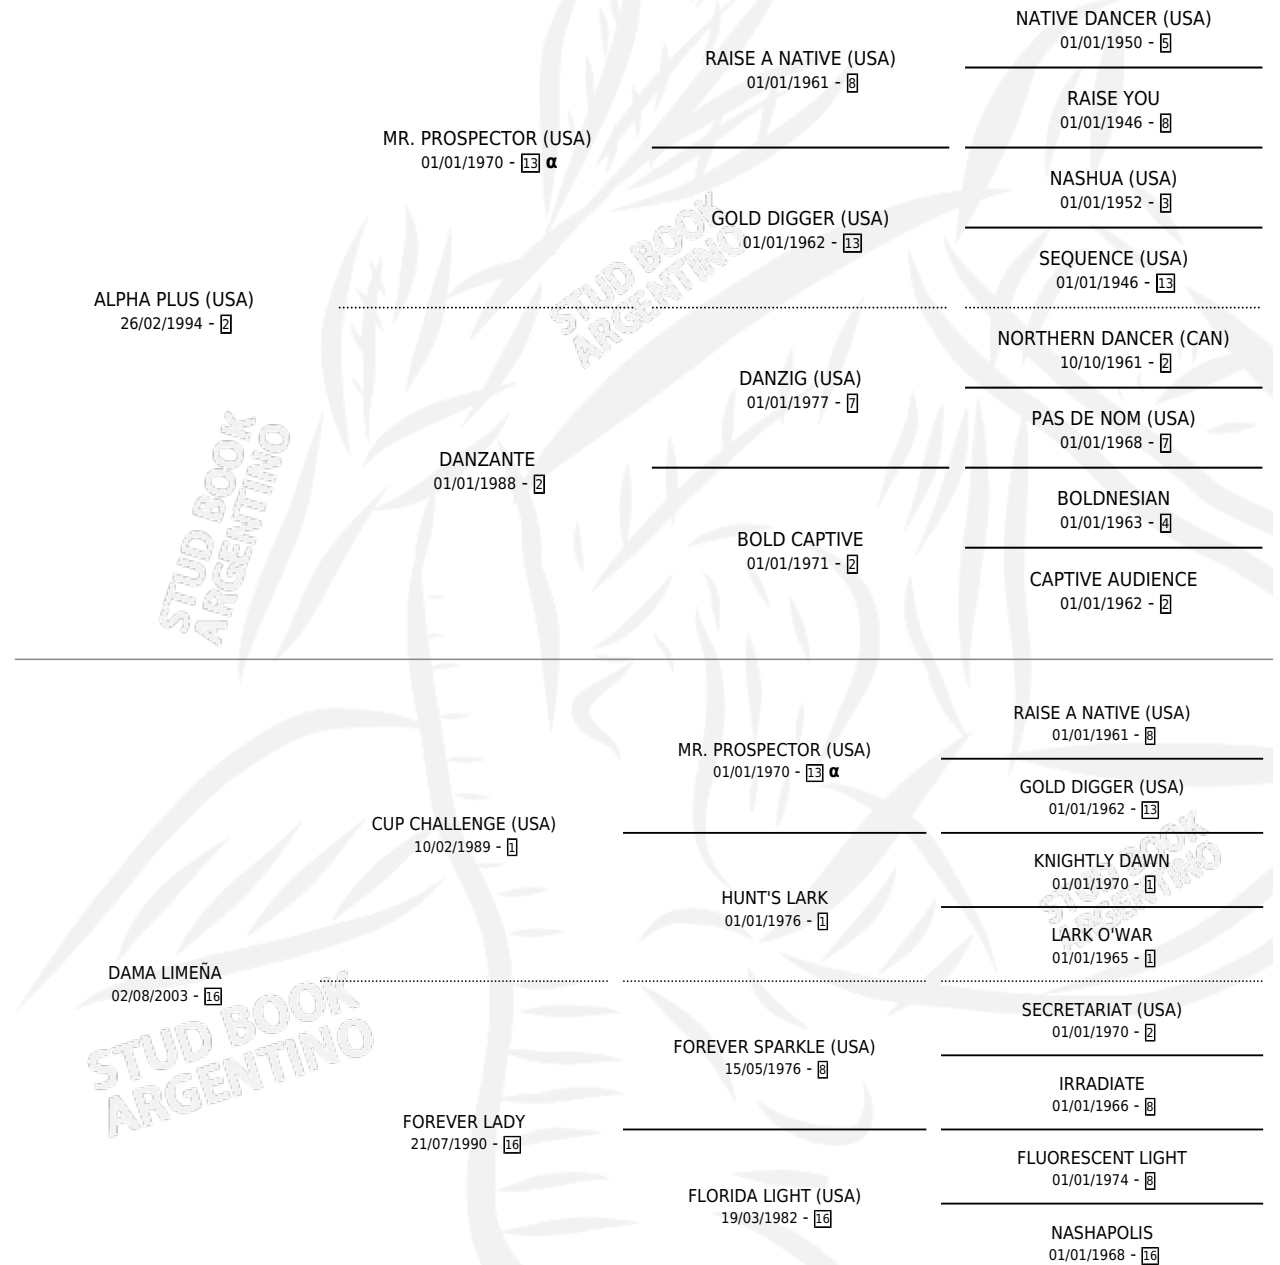 NATIVE DANCER (USA)
01/01/1950 - 5
RAISE A NATIVE (USA)
01/01/1961 - 8
RAISE YOU
01/01/1946 - 8
MR. PROSPECTOR (USA)
01/01/1970 - 13 α
NASHUA (USA)
01/01/1952 - 3
GOLD DIGGER (USA)
01/01/1962 - 13
SEQUENCE (USA)
01/01/1946 - 13
ALPHA PLUS (USA)
26/02/1994 - 2
NORTHERN DANCER (CAN)
10/10/1961 - 2
DANZIG (USA)
01/01/1977 - 7
PAS DE NOM (USA)
01/01/1968 - 7
DANZANTE
01/01/1988 - 2
BOLDNESIAN
01/01/1963 - 4
BOLD CAPTIVE
01/01/1971 - 2
CAPTIVE AUDIENCE
01/01/1962 - 2
RAISE A NATIVE (USA)
01/01/1961 - 8
MR. PROSPECTOR (USA)
01/01/1970 - 13 α
GOLD DIGGER (USA)
01/01/1962 - 13
CUP CHALLENGE (USA)
10/02/1989 - 1
KNIGHTLY DAWN
01/01/1970 - 1
HUNT'S LARK
01/01/1976 - 1
LARK O'WAR
01/01/1965 - 1
DAMA LIMEÑA
02/08/2003 - 16
SECRETARIAT (USA)
01/01/1970 - 2
FOREVER SPARKLE (USA)
15/05/1976 - 8
IRRADIATE
01/01/1966 - 8
FOREVER LADY
21/07/1990 - 16
FLUORESCENT LIGHT
01/01/1974 - 8
FLORIDA LIGHT (USA)
19/03/1982 - 16
NASHAPOLIS
01/01/1968 - 16
STUD BOOK
ARGENTINO
STUD BOOK
ARGENTINO
STUD BOOK
ARGENTINO
STUD BOOK
ARGENTINO